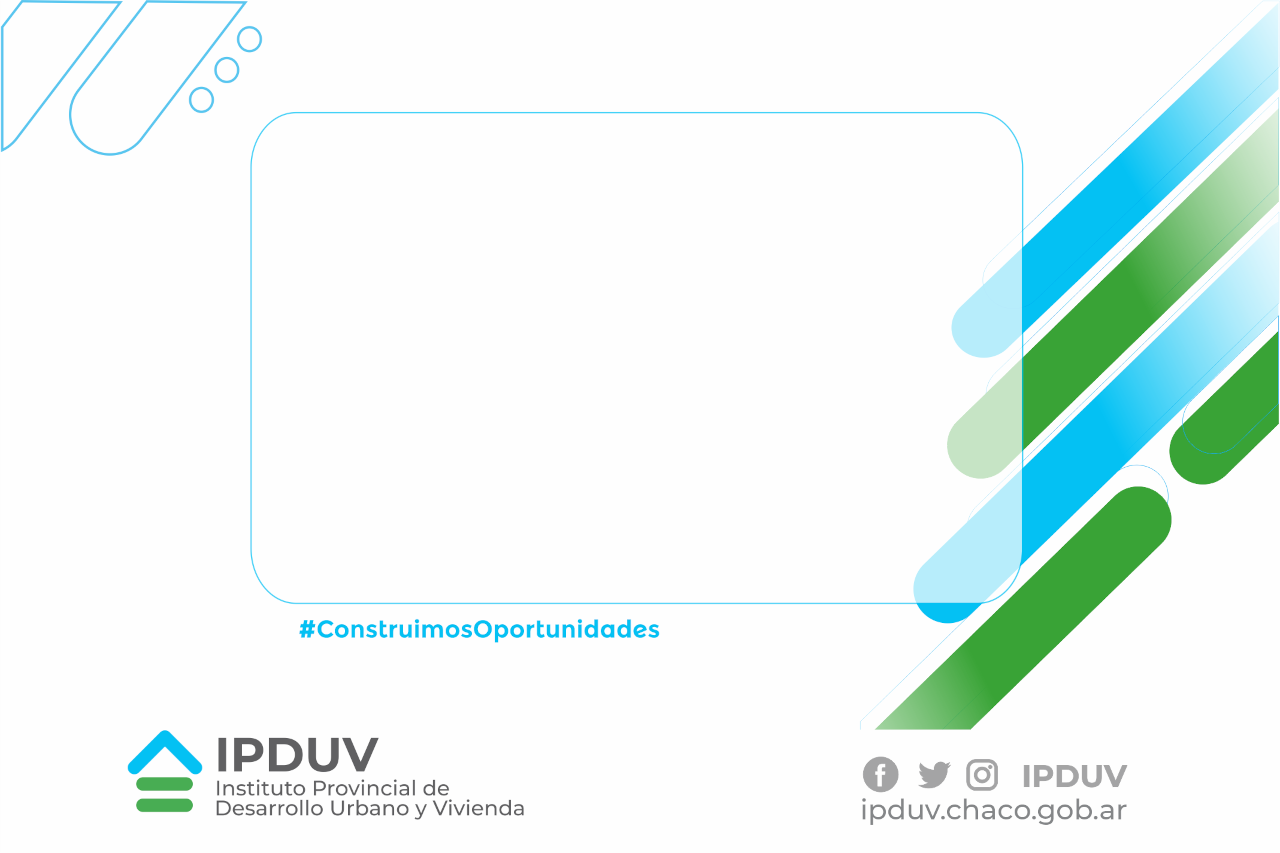 #ConstruimosOportunidades
IPDUV
Instituto Provincial de
Desarrollo Urbano y Vivienda
IPDUV
ipduv.chaco.gob.ar